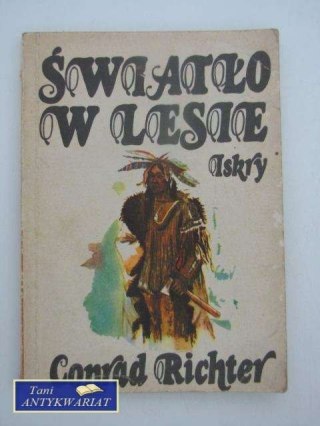 ŚWIATŁO
W LESIE
Iskry
Conrad Richter
Tani
ANTYKWARIAT